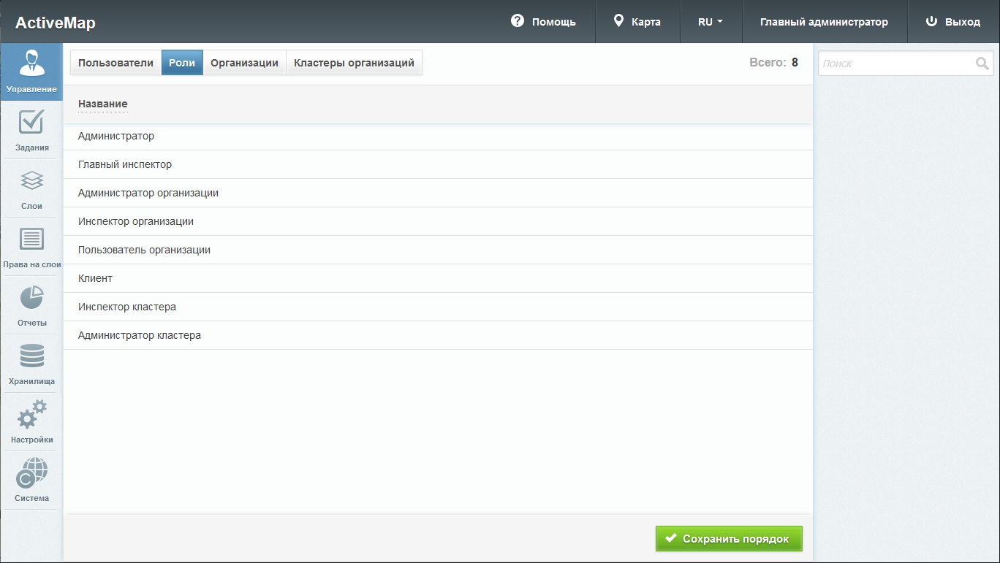 ActiveMap
Помощь
Карта
RU
Главный администратор
Выход
Управление
Задания
Слои
Права на слои
Отчеты
Хранилища
Настройки
Система
Пользователи
Роли
Организации
Кластеры организаций
Всего: 8
Поиск
Название
Администратор
Главный инспектор
Администратор организации
Инспектор организации
Пользователь организации
Клиент
Инспектор кластера
Администратор кластера
Сохранить порядок